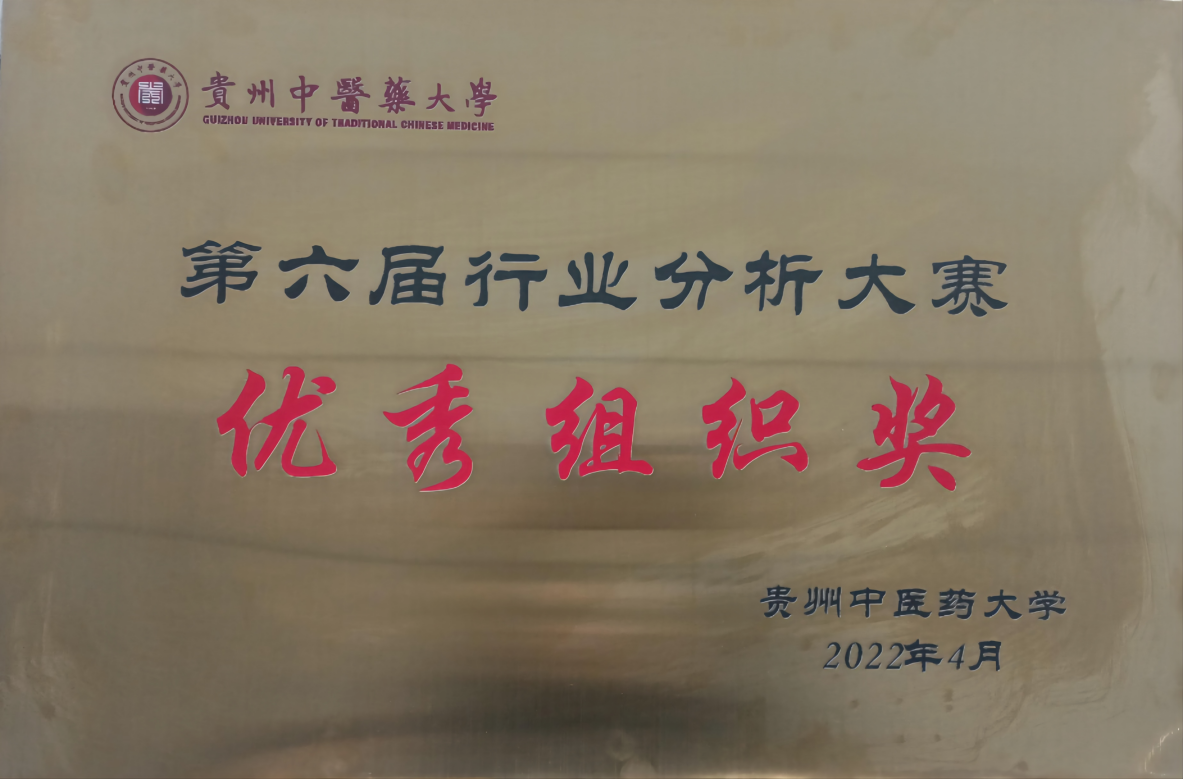 貴州中醫藥大學
GUIZHOU UNIVERSITY OF TRADITIONAL CHINESE MEDICINE
第六届行业分析大赛
优秀组织奖
贵州中医药大学
2022年4月